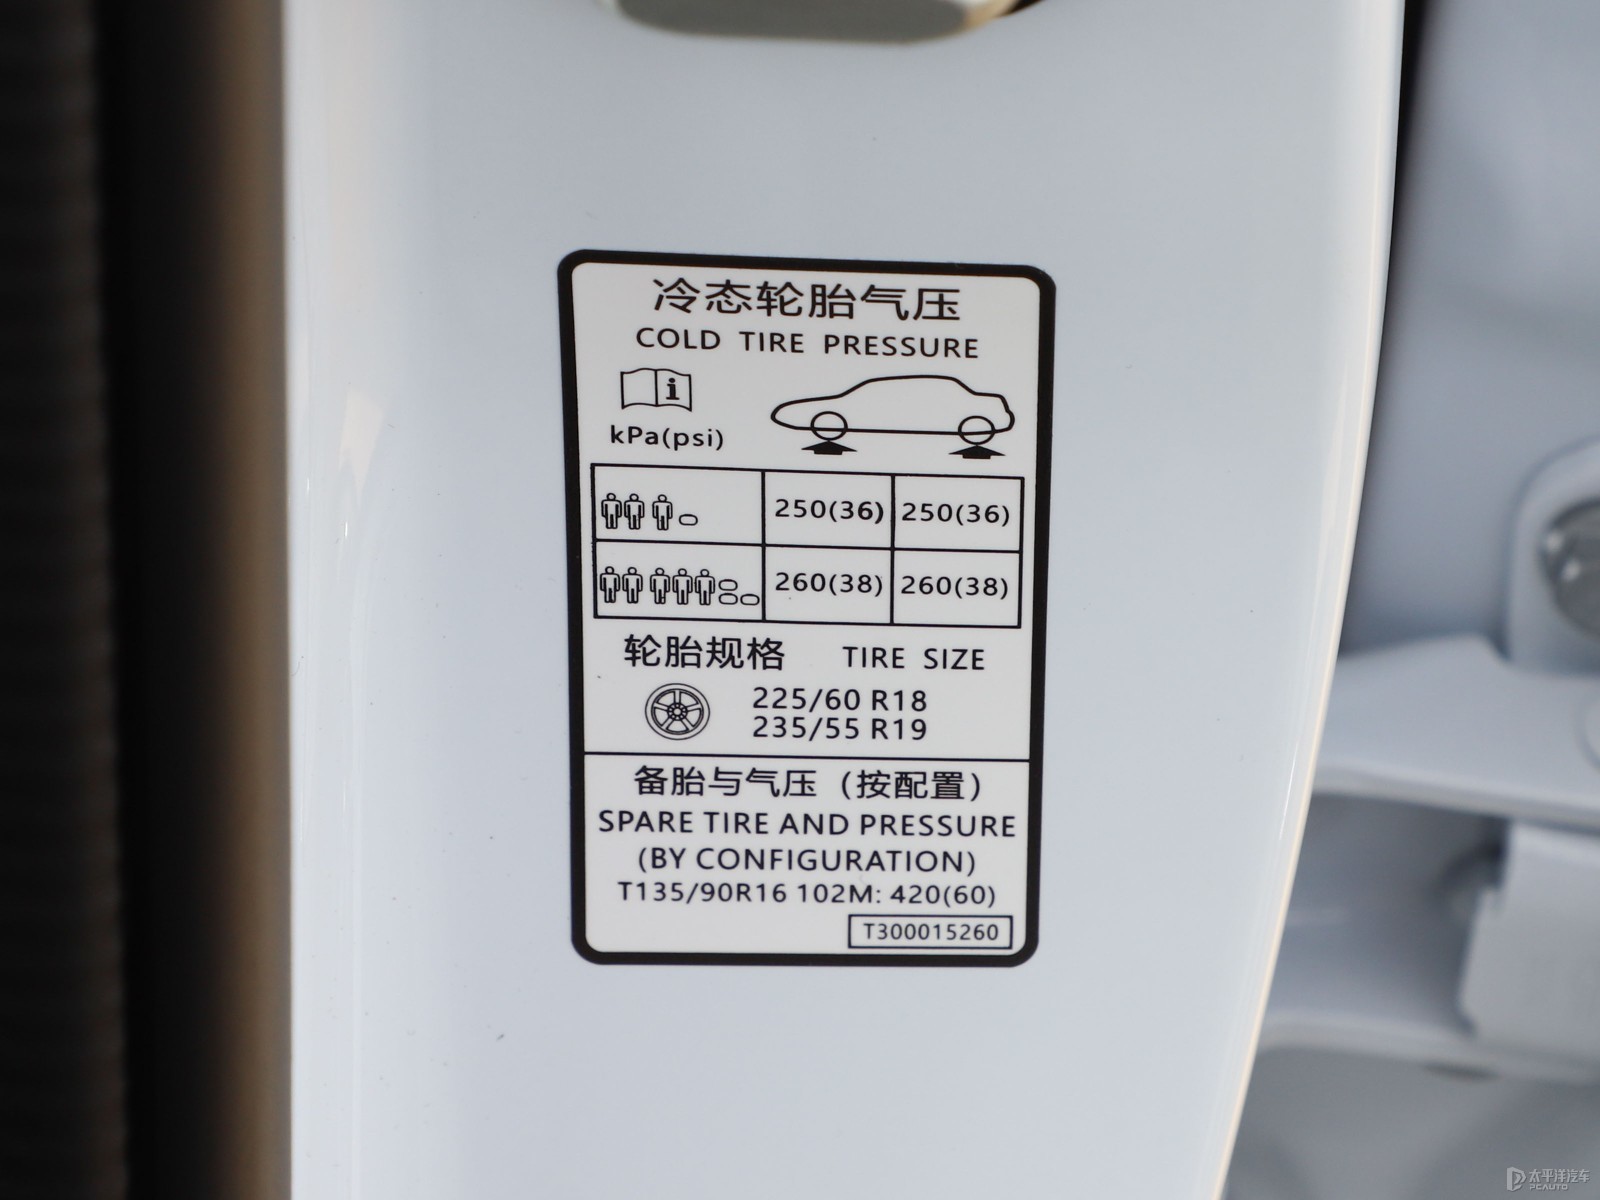 冷态轮胎气压
COLD TIRE PRESSURE
i
kPa(psi)
250(36) 250(36)
260(38) 260(38)
轮胎规格 TIRE SIZE
225/60 R18
235/55 R19
备胎与气压（按配置）
SPARE TIRE AND PRESSURE
(BY CONFIGURATION)
T135/90R16 102M: 420(60)
T300015260
太平洋汽车
PCAUTO